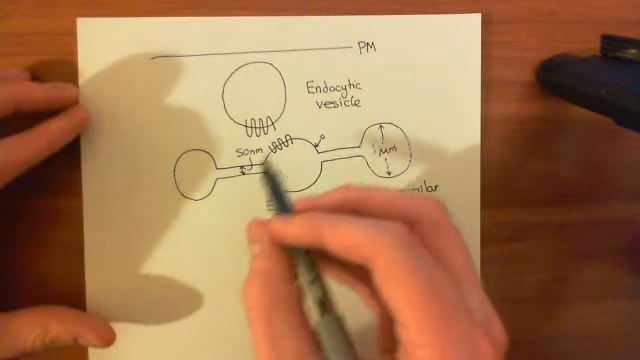 PM
Endocytic
vesicle
50nm
1μm